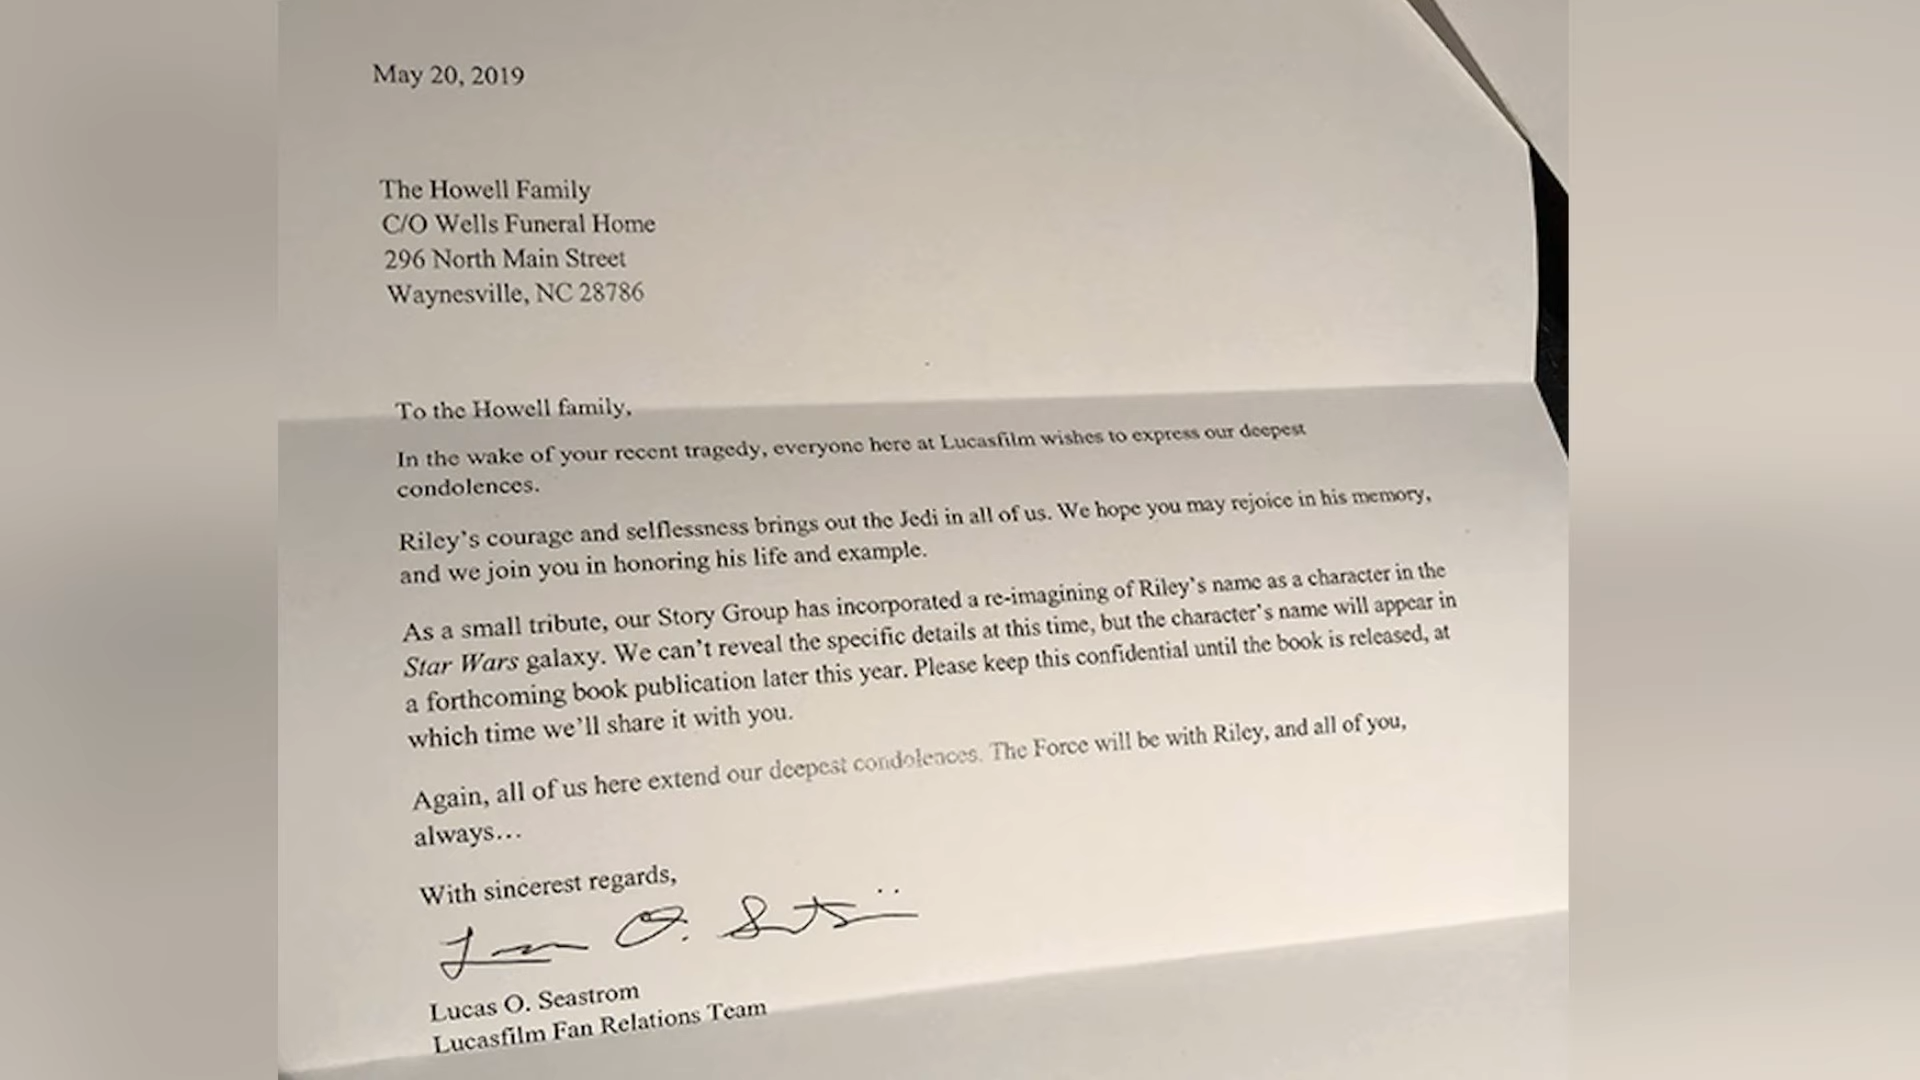 May 20, 2019
The Howell Family
C/O Wells Funeral Home
296 North Main Street
Waynesville, NC 28786
To the Howell family,
In the wake of your recent tragedy, everyone here at Lucasfilm wishes to express our deepest
condolences.
Riley's courage and selflessness brings out the Jedi in all of us. We hope you may rejoice in his memory,
and we join you in honoring his life and example.
As a small tribute, our Story Group has incorporated a re-imagining of Riley's name as a character in the
Star Wars galaxy. We can't reveal the specific details at this time, but the character's name will appear in
a forthcoming book publication later this year. Please keep this confidential until the book is released, at
which time we'll share it with you.
Again, all of us here extend our deepest condolences. The Force will be with Riley, and all of you,
always...
With sincerest regards,
Lucas O. Seastrom
Lucasfilm Fan Relations Team